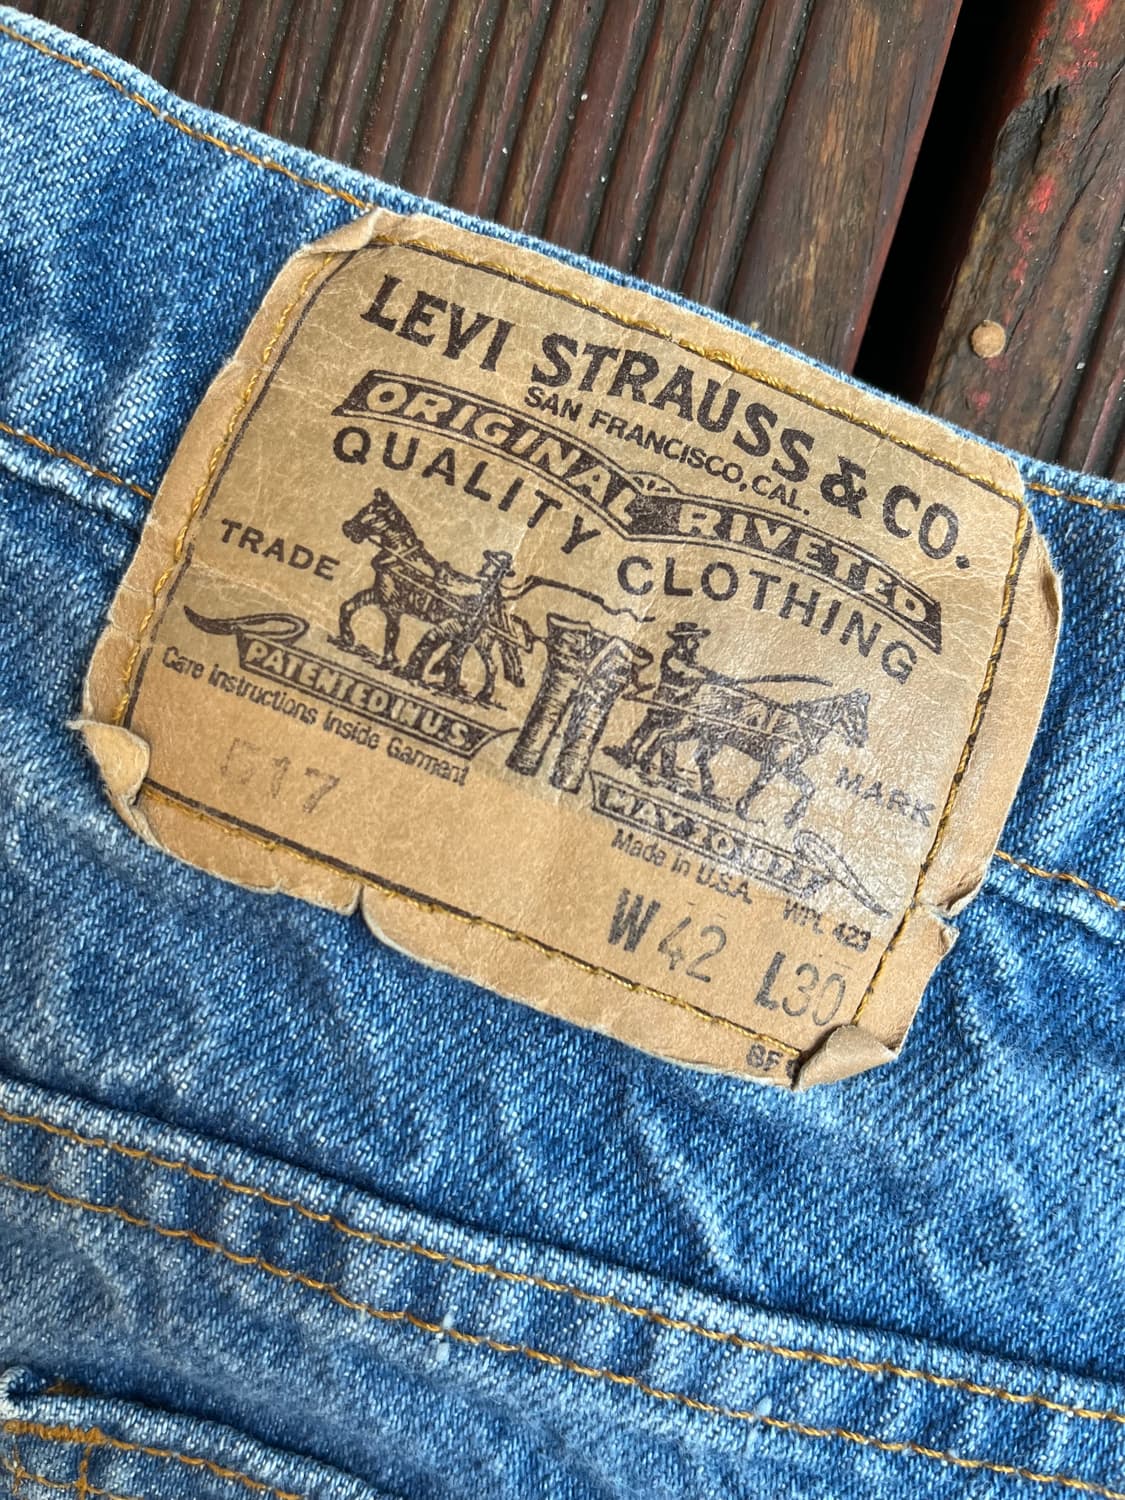 LEVI STRAUSS & CO.
SAN FRANCISCO, CAL.
ORIGINAL RIVETED
QUALITY CLOTHING
TRADE MARK
PATENTED IN U.S.
MAY 20 1873
Care instructions Inside Garment
Made in U.S.A. WPL 423
517
W 42 L30